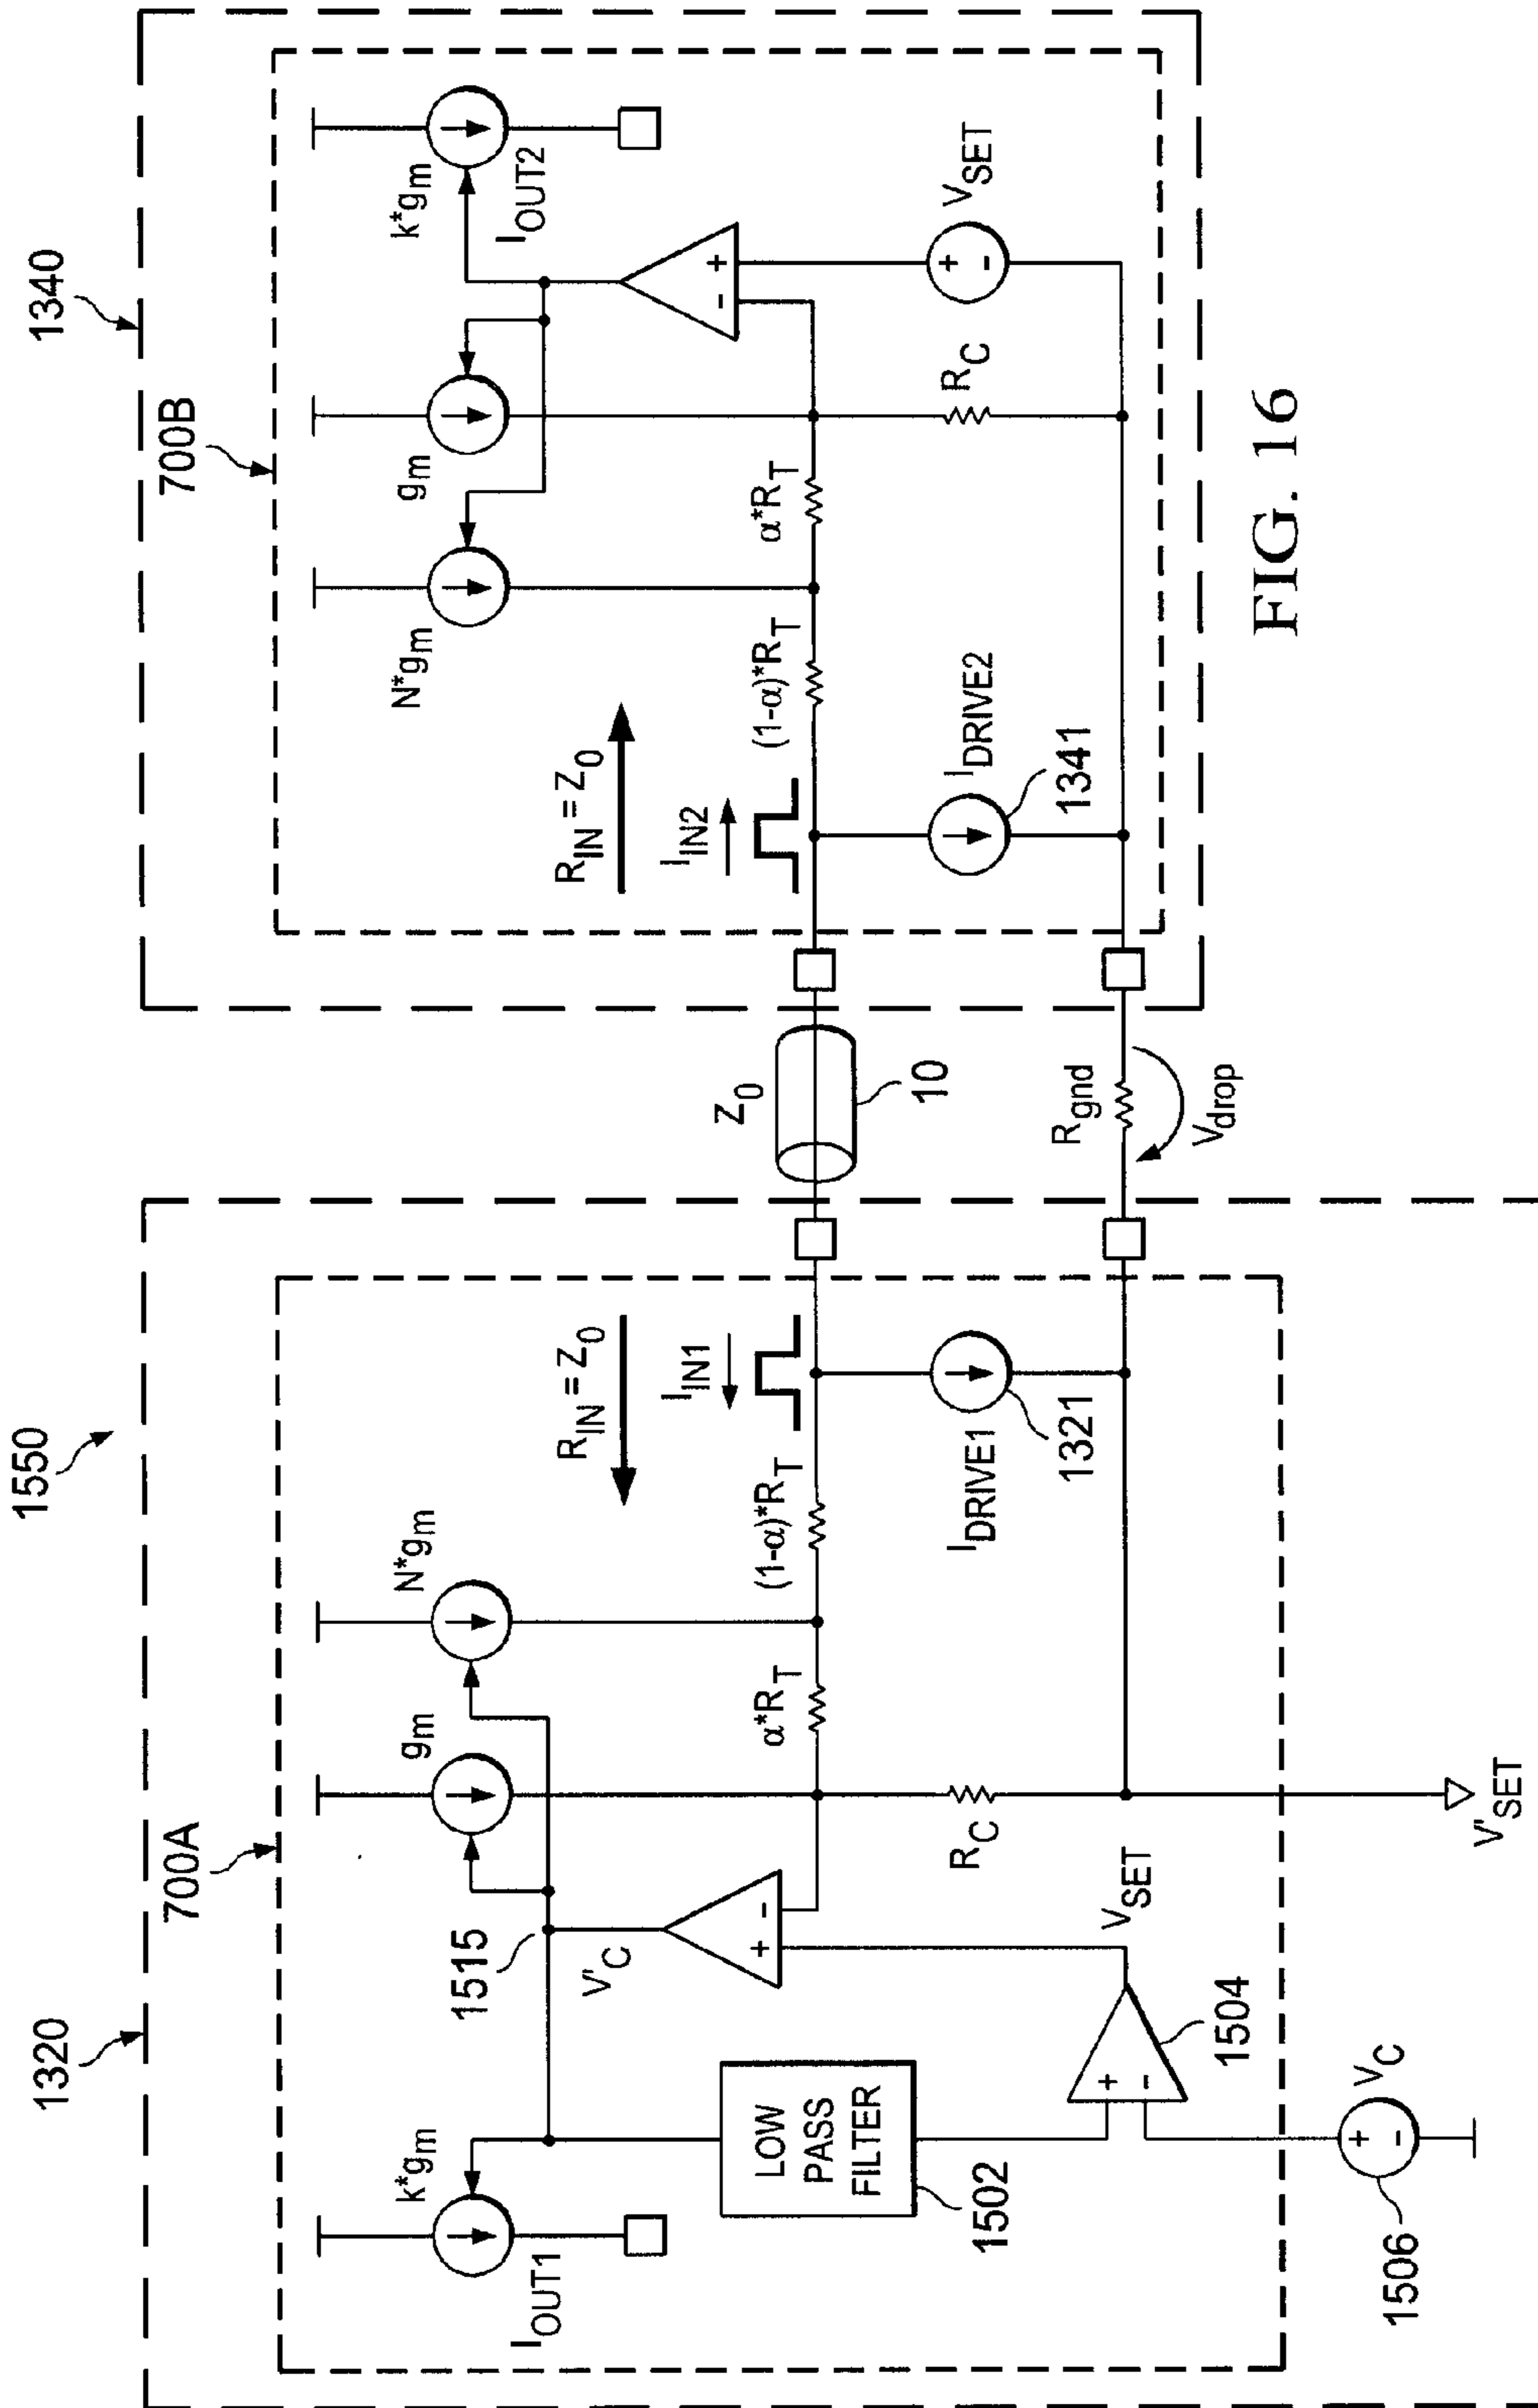 1550
1320
1340
700A
700B
k*gm
IOUT1
1515
V'C
gm
N*gm
α*RT
(1-α)*RT
RIN = Z0
IIN1
IDRIVE1
1321
RC
LOW
PASS
FILTER
1502
VSET
1504
VC
1506
V'SET
Z0
10
Rgnd
Vdrop
RIN = Z0
IIN2
(1-α)*RT
α*RT
N*gm
gm
k*gm
IOUT2
IDRIVE2
1341
RC
VSET
+
-
+
-
+
-
+
-
+
-
FIG. 16